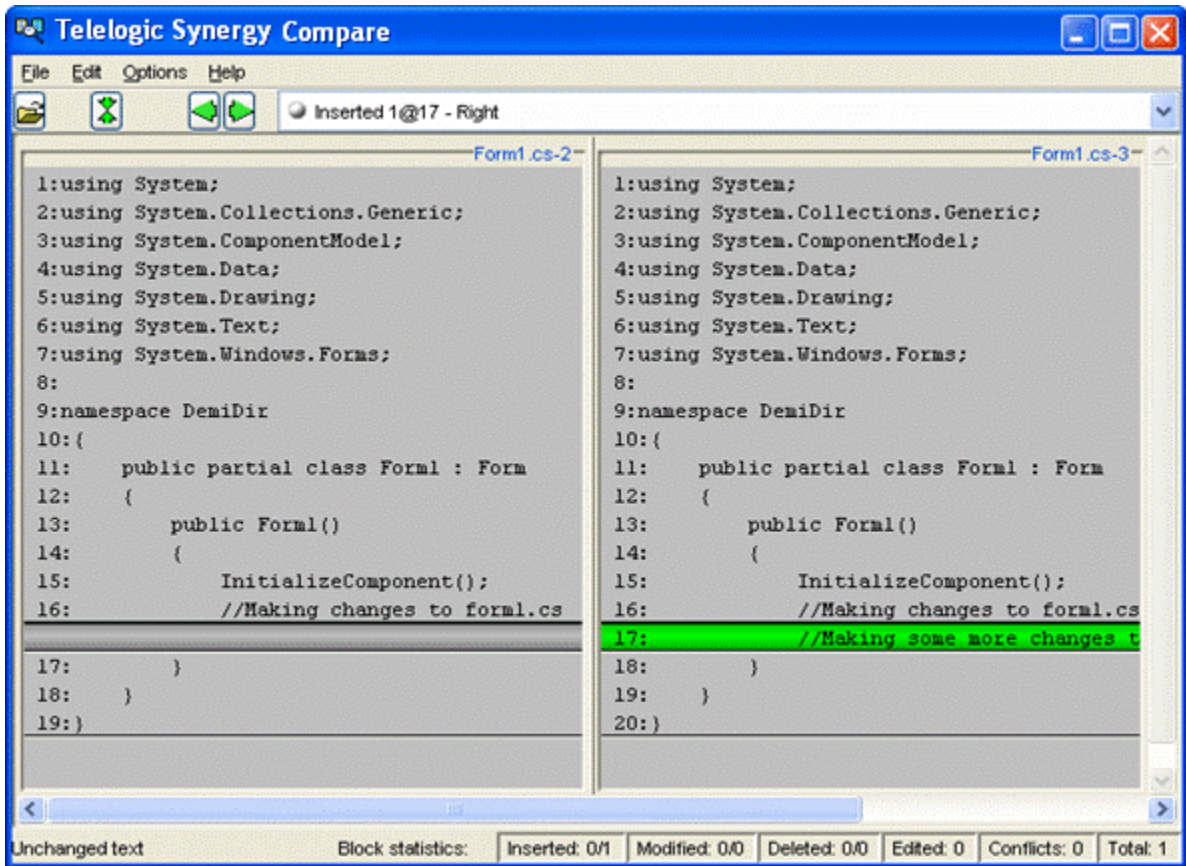 Telelogic Synergy Compare
File Edit Options Help
Inserted 1@17 - Right
Form1.cs-2
1:using System;
2:using System.Collections.Generic;
3:using System.ComponentModel;
4:using System.Data;
5:using System.Drawing;
6:using System.Text;
7:using System.Windows.Forms;
8:
9:namespace DemiDir
10:{
11:    public partial class Form1 : Form
12:    {
13:        public Form1()
14:        {
15:            InitializeComponent();
16:            //Making changes to form1.cs
17:        }
18:    }
19:}
Form1.cs-3
1:using System;
2:using System.Collections.Generic;
3:using System.ComponentModel;
4:using System.Data;
5:using System.Drawing;
6:using System.Text;
7:using System.Windows.Forms;
8:
9:namespace DemiDir
10:{
11:    public partial class Form1 : Form
12:    {
13:        public Form1()
14:        {
15:            InitializeComponent();
16:            //Making changes to form1.cs
17:            //Making some more changes t
18:        }
19:    }
20:}
Unchanged text Block statistics: Inserted: 0/1 Modified: 0/0 Deleted: 0/0 Edited: 0 Conflicts: 0 Total: 1